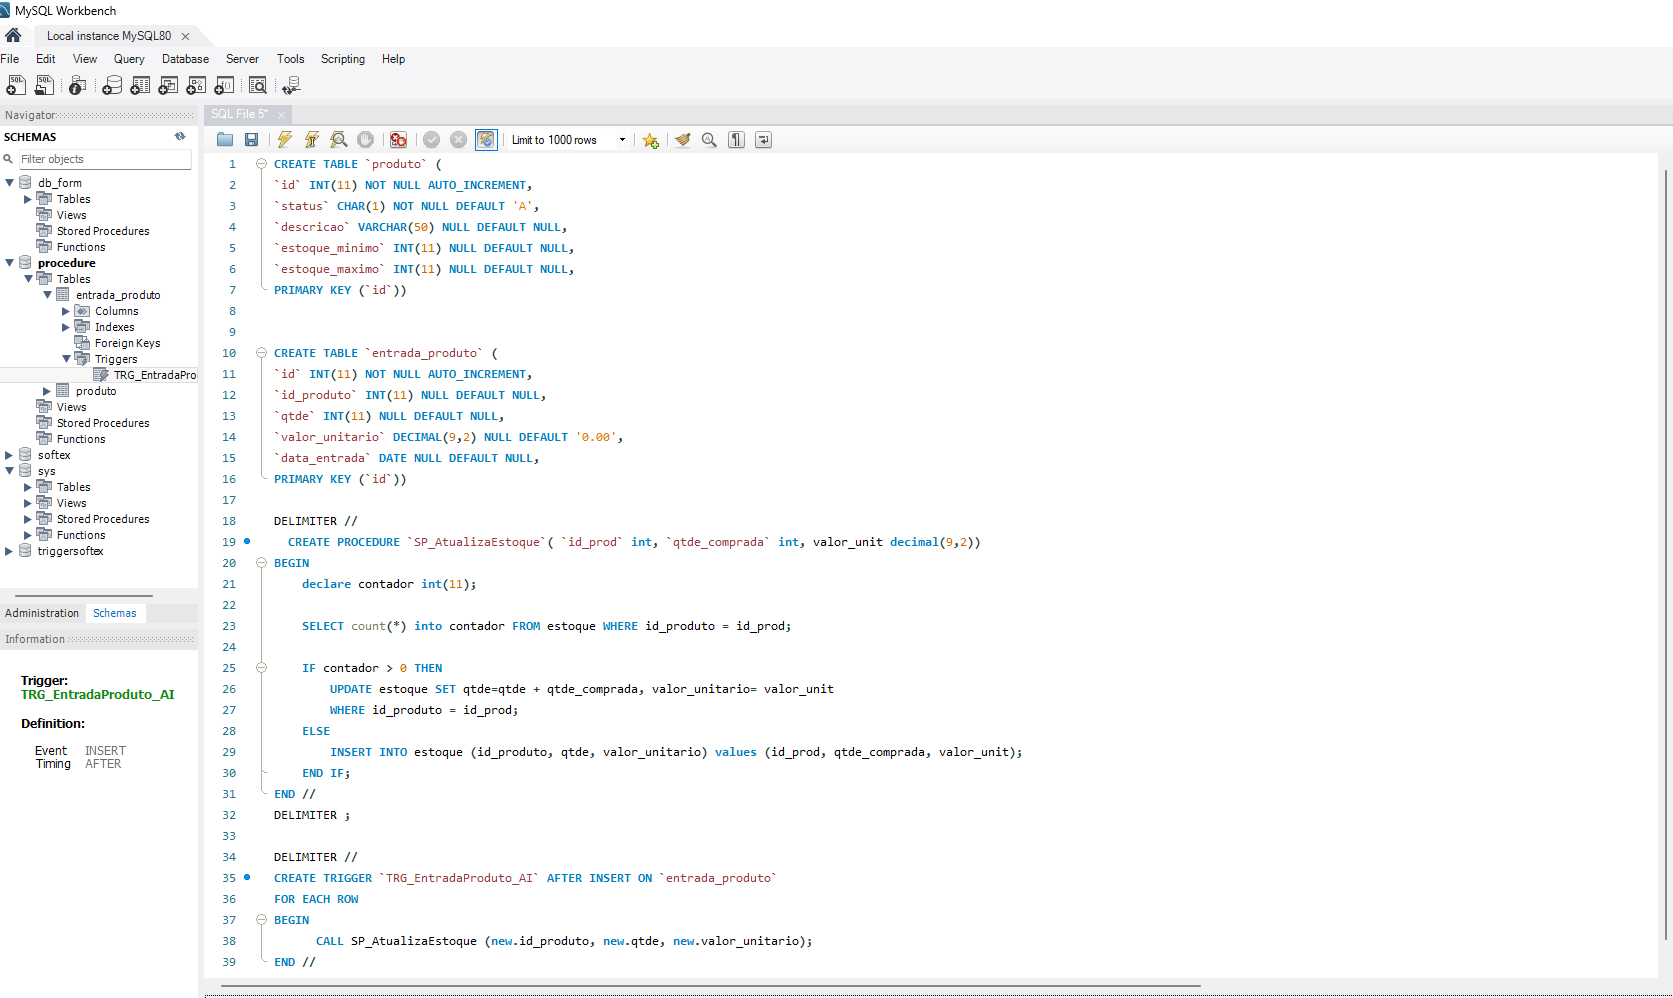 MySQL Workbench
Local instance MySQL80
File Edit View Query Database Server Tools Scripting Help
Navigator
SCHEMAS
Filter objects
db_form
Tables
Views
Stored Procedures
Functions
procedure
Tables
entrada_produto
Columns
Indexes
Foreign Keys
Triggers
TRG_EntradaPro
produto
Views
Stored Procedures
Functions
softex
sys
Tables
Views
Stored Procedures
Functions
triggersoftex
Administration Schemas
Information
Trigger:
TRG_EntradaProduto_AI
Definition:
Event INSERT
Timing AFTER
SQL File 5*
Limit to 1000 rows
1 CREATE TABLE `produto` (
2 `id` INT(11) NOT NULL AUTO_INCREMENT,
3 `status` CHAR(1) NOT NULL DEFAULT 'A',
4 `descricao` VARCHAR(50) NULL DEFAULT NULL,
5 `estoque_minimo` INT(11) NULL DEFAULT NULL,
6 `estoque_maximo` INT(11) NULL DEFAULT NULL,
7 PRIMARY KEY (`id`))
8
9
10 CREATE TABLE `entrada_produto` (
11 `id` INT(11) NOT NULL AUTO_INCREMENT,
12 `id_produto` INT(11) NULL DEFAULT NULL,
13 `qtde` INT(11) NULL DEFAULT NULL,
14 `valor_unitario` DECIMAL(9,2) NULL DEFAULT '0.00',
15 `data_entrada` DATE NULL DEFAULT NULL,
16 PRIMARY KEY (`id`))
17
18 DELIMITER //
19 CREATE PROCEDURE `SP_AtualizaEstoque`( `id_prod` int, `qtde_comprada` int, valor_unit decimal(9,2))
20 BEGIN
21 declare contador int(11);
22
23 SELECT count(*) into contador FROM estoque WHERE id_produto = id_prod;
24
25 IF contador > 0 THEN
26 UPDATE estoque SET qtde=qtde + qtde_comprada, valor_unitario= valor_unit
27 WHERE id_produto = id_prod;
28 ELSE
29 INSERT INTO estoque (id_produto, qtde, valor_unitario) values (id_prod, qtde_comprada, valor_unit);
30 END IF;
31 END //
32 DELIMITER ;
33
34 DELIMITER //
35 CREATE TRIGGER `TRG_EntradaProduto_AI` AFTER INSERT ON `entrada_produto`
36 FOR EACH ROW
37 BEGIN
38 CALL SP_AtualizaEstoque (new.id_produto, new.qtde, new.valor_unitario);
39 END //